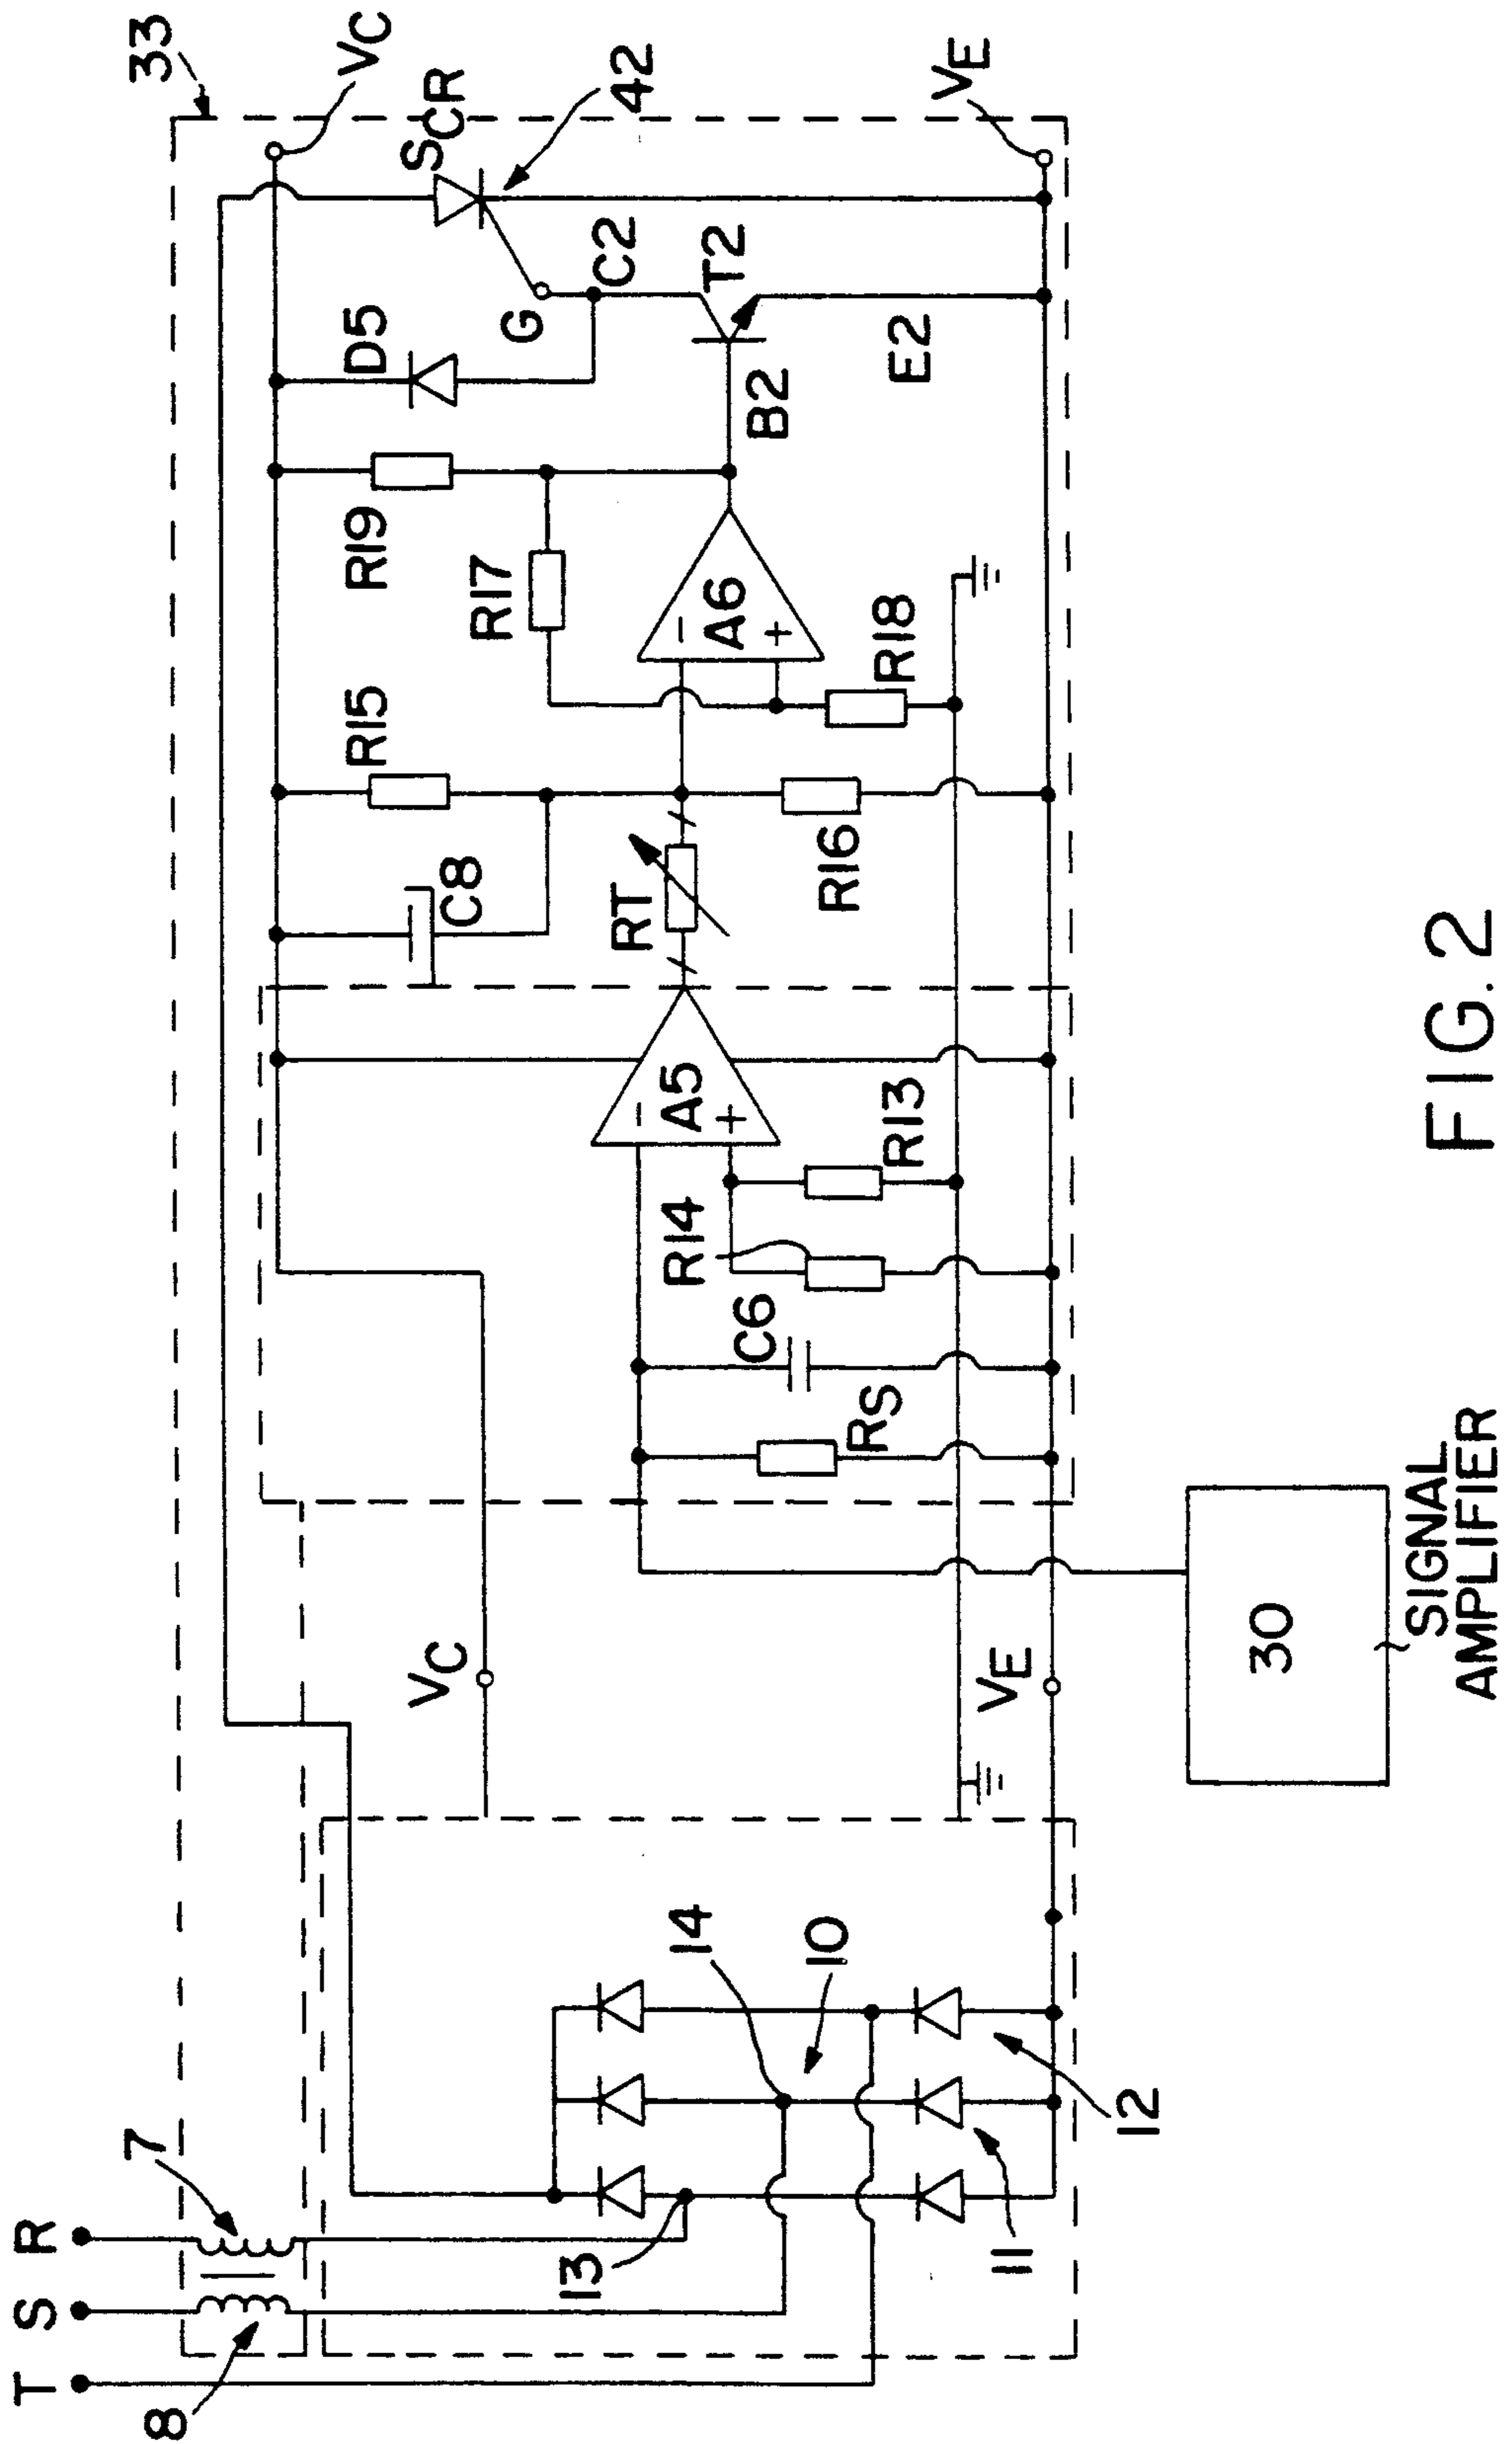 33
VC
SCR
42
VE
D5
G
C2
T2
B2
E2
R19
R17
A6
−
+
R18
R15
C8
RT
R16
A5
−
+
R13
R14
C6
RS
VC
VE
30
SIGNAL
AMPLIFIER
14
10
12
11
13
7
8
R
S
T
FIG. 2